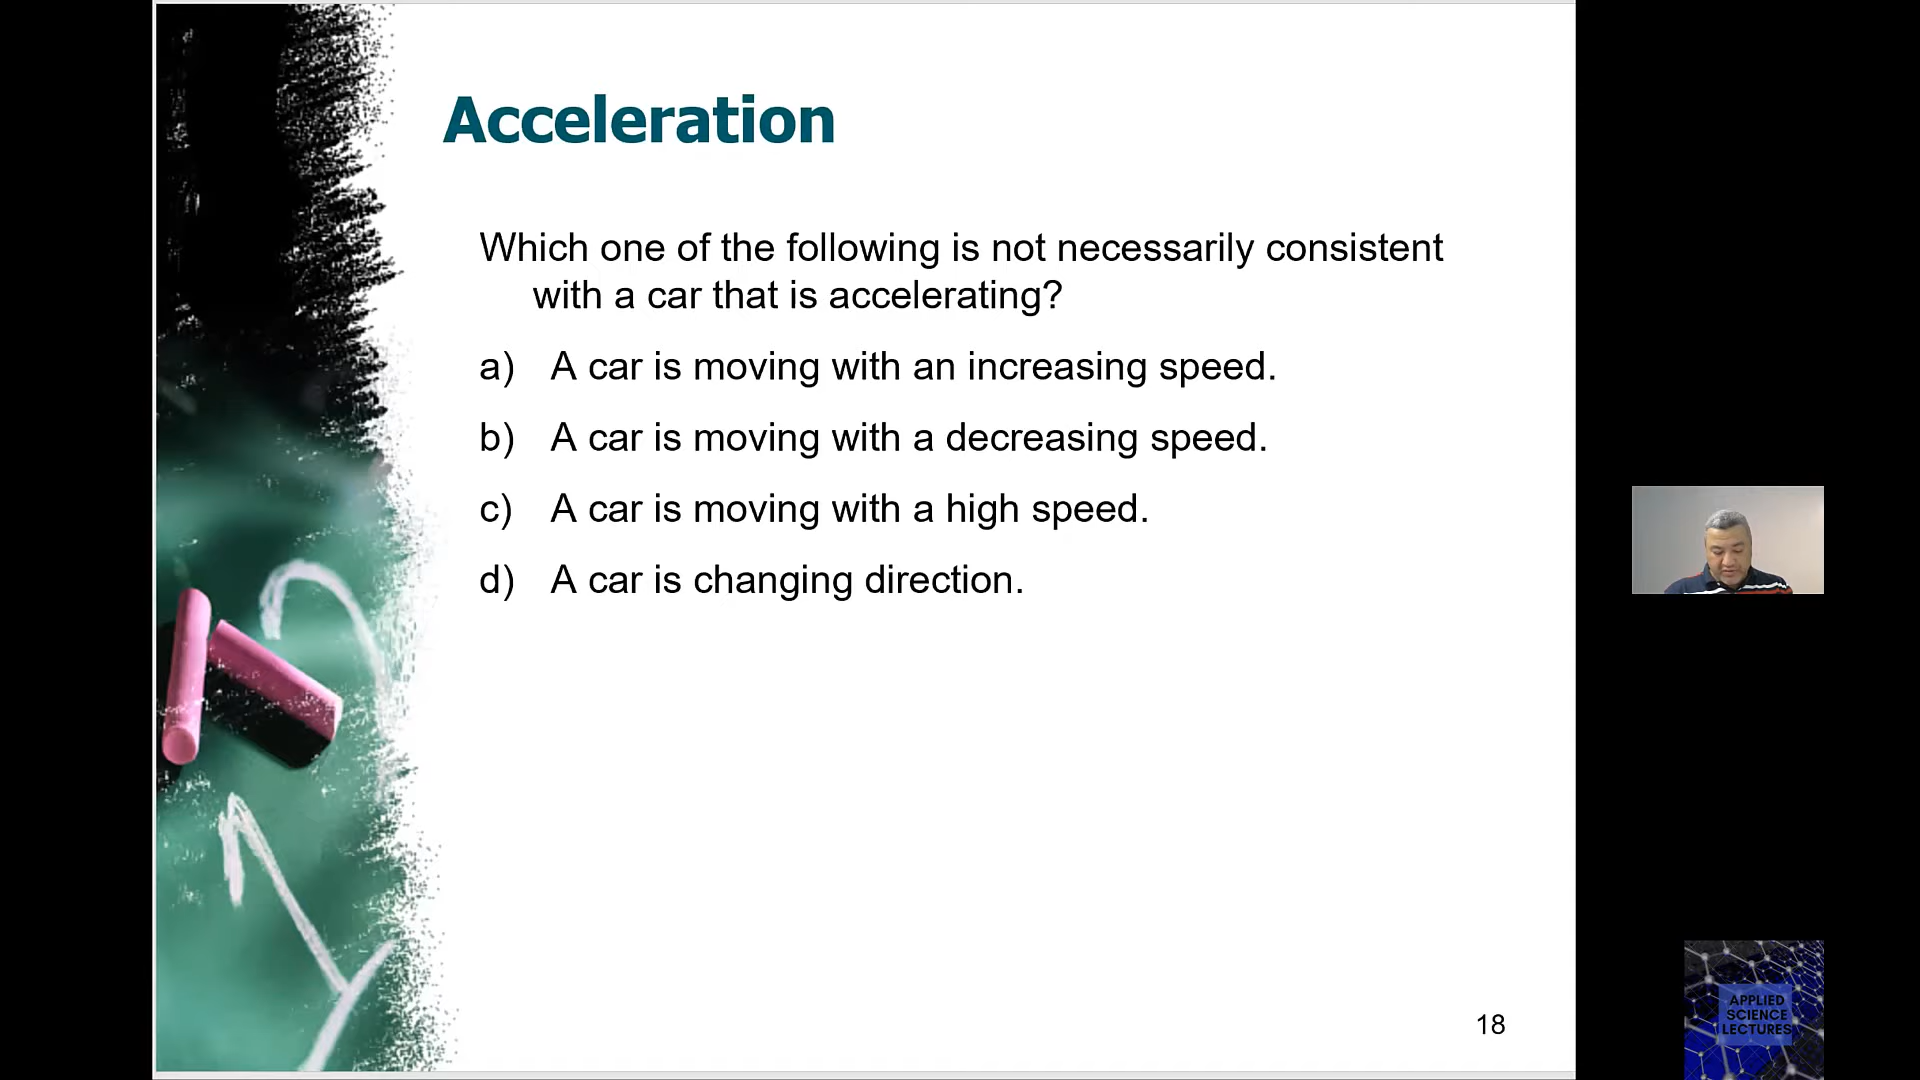 Acceleration
Which one of the following is not necessarily consistent
with a car that is accelerating?
a) A car is moving with an increasing speed.
b) A car is moving with a decreasing speed.
c) A car is moving with a high speed.
d) A car is changing direction.
18
APPLIED
SCIENCE
LECTURES